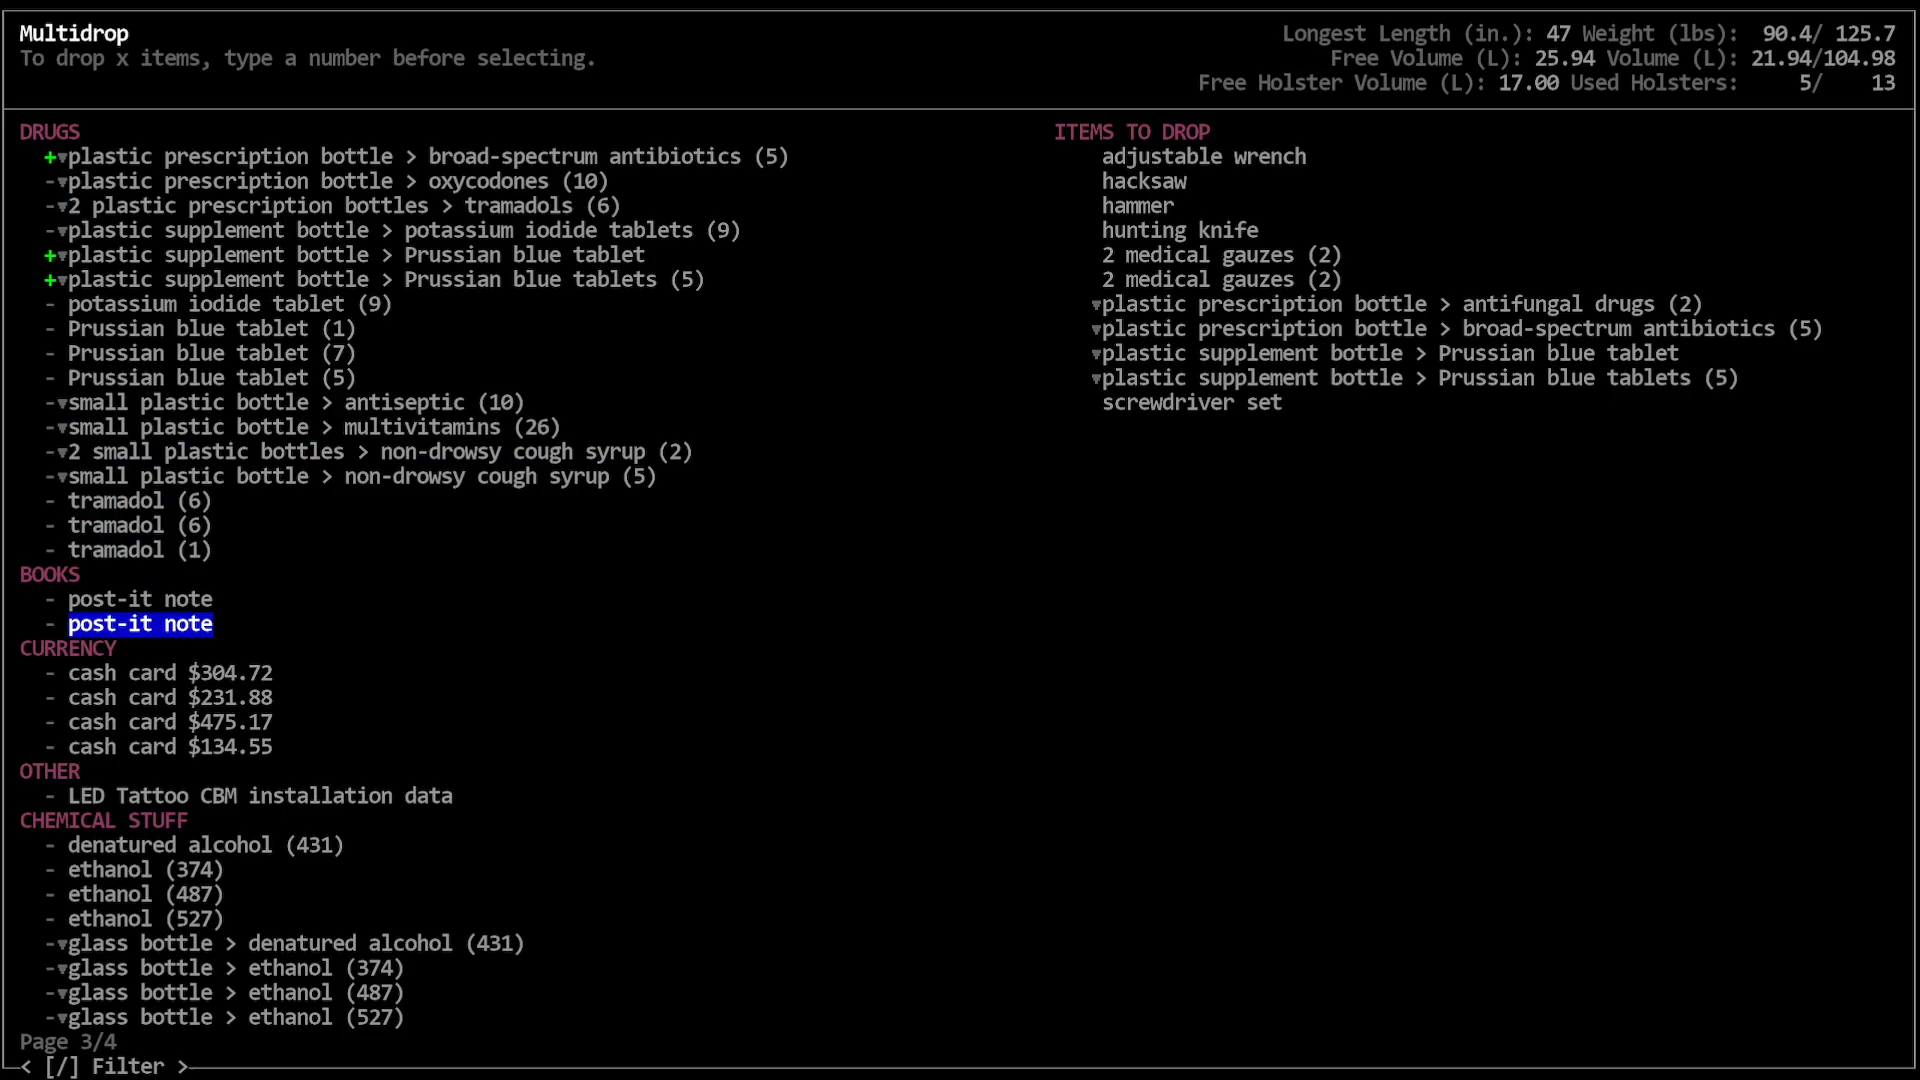 Multidrop
To drop x items, type a number before selecting.
Longest Length (in.): 47 Weight (lbs): 90.4/ 125.7
Free Volume (L): 25.94 Volume (L): 21.94/104.98
Free Holster Volume (L): 17.00 Used Holsters: 5/ 13
DRUGS
+▾plastic prescription bottle > broad-spectrum antibiotics (5)
-▾plastic prescription bottle > oxycodones (10)
-▾2 plastic prescription bottles > tramadols (6)
-▾plastic supplement bottle > potassium iodide tablets (9)
+▾plastic supplement bottle > Prussian blue tablet
+▾plastic supplement bottle > Prussian blue tablets (5)
- potassium iodide tablet (9)
- Prussian blue tablet (1)
- Prussian blue tablet (7)
- Prussian blue tablet (5)
-▾small plastic bottle > antiseptic (10)
-▾small plastic bottle > multivitamins (26)
-▾2 small plastic bottles > non-drowsy cough syrup (2)
-▾small plastic bottle > non-drowsy cough syrup (5)
- tramadol (6)
- tramadol (6)
- tramadol (1)
BOOKS
- post-it note
- post-it note
CURRENCY
- cash card $304.72
- cash card $231.88
- cash card $475.17
- cash card $134.55
OTHER
- LED Tattoo CBM installation data
CHEMICAL STUFF
- denatured alcohol (431)
- ethanol (374)
- ethanol (487)
- ethanol (527)
-▾glass bottle > denatured alcohol (431)
-▾glass bottle > ethanol (374)
-▾glass bottle > ethanol (487)
-▾glass bottle > ethanol (527)
Page 3/4
< [/] Filter >
ITEMS TO DROP
adjustable wrench
hacksaw
hammer
hunting knife
2 medical gauzes (2)
2 medical gauzes (2)
▾plastic prescription bottle > antifungal drugs (2)
▾plastic prescription bottle > broad-spectrum antibiotics (5)
▾plastic supplement bottle > Prussian blue tablet
▾plastic supplement bottle > Prussian blue tablets (5)
screwdriver set